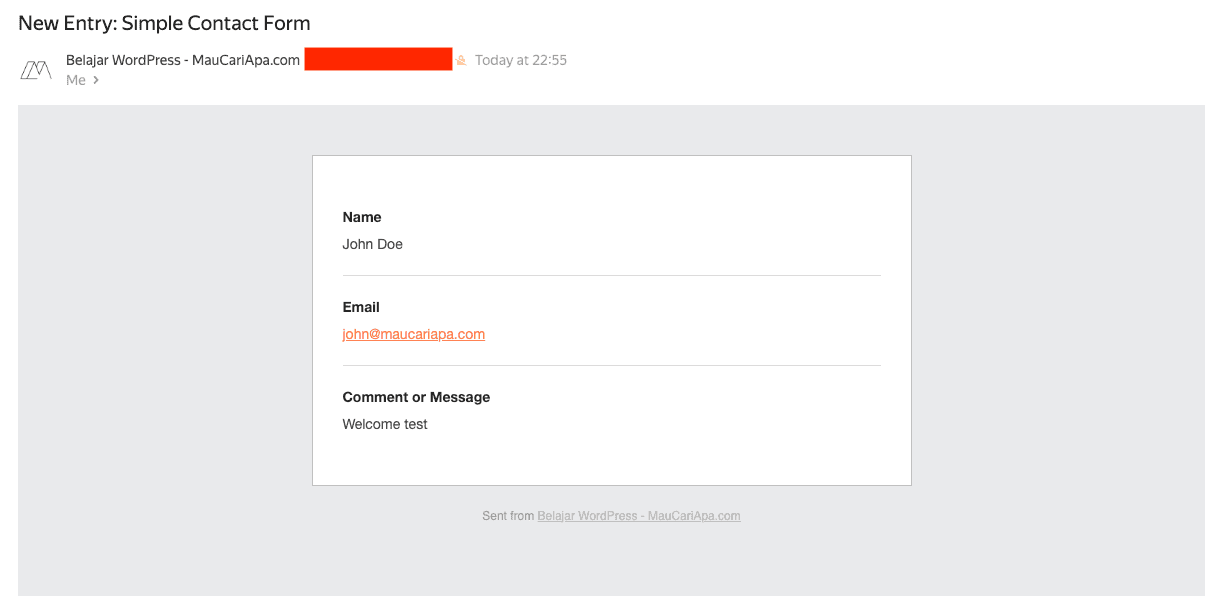 New Entry: Simple Contact Form
Belajar WordPress - MauCariApa.com Today at 22:55
Me
Name
John Doe
Email
john@maucariapa.com
Comment or Message
Welcome test
Sent from Belajar WordPress - MauCariApa.com